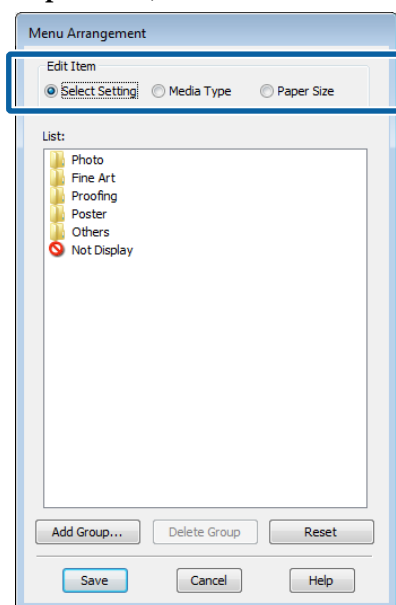 Menu Arrangement
Edit Item
Select Setting Media Type Paper Size
List:
Photo
Fine Art
Proofing
Poster
Others
Not Display
Add Group... Delete Group Reset
Save Cancel Help